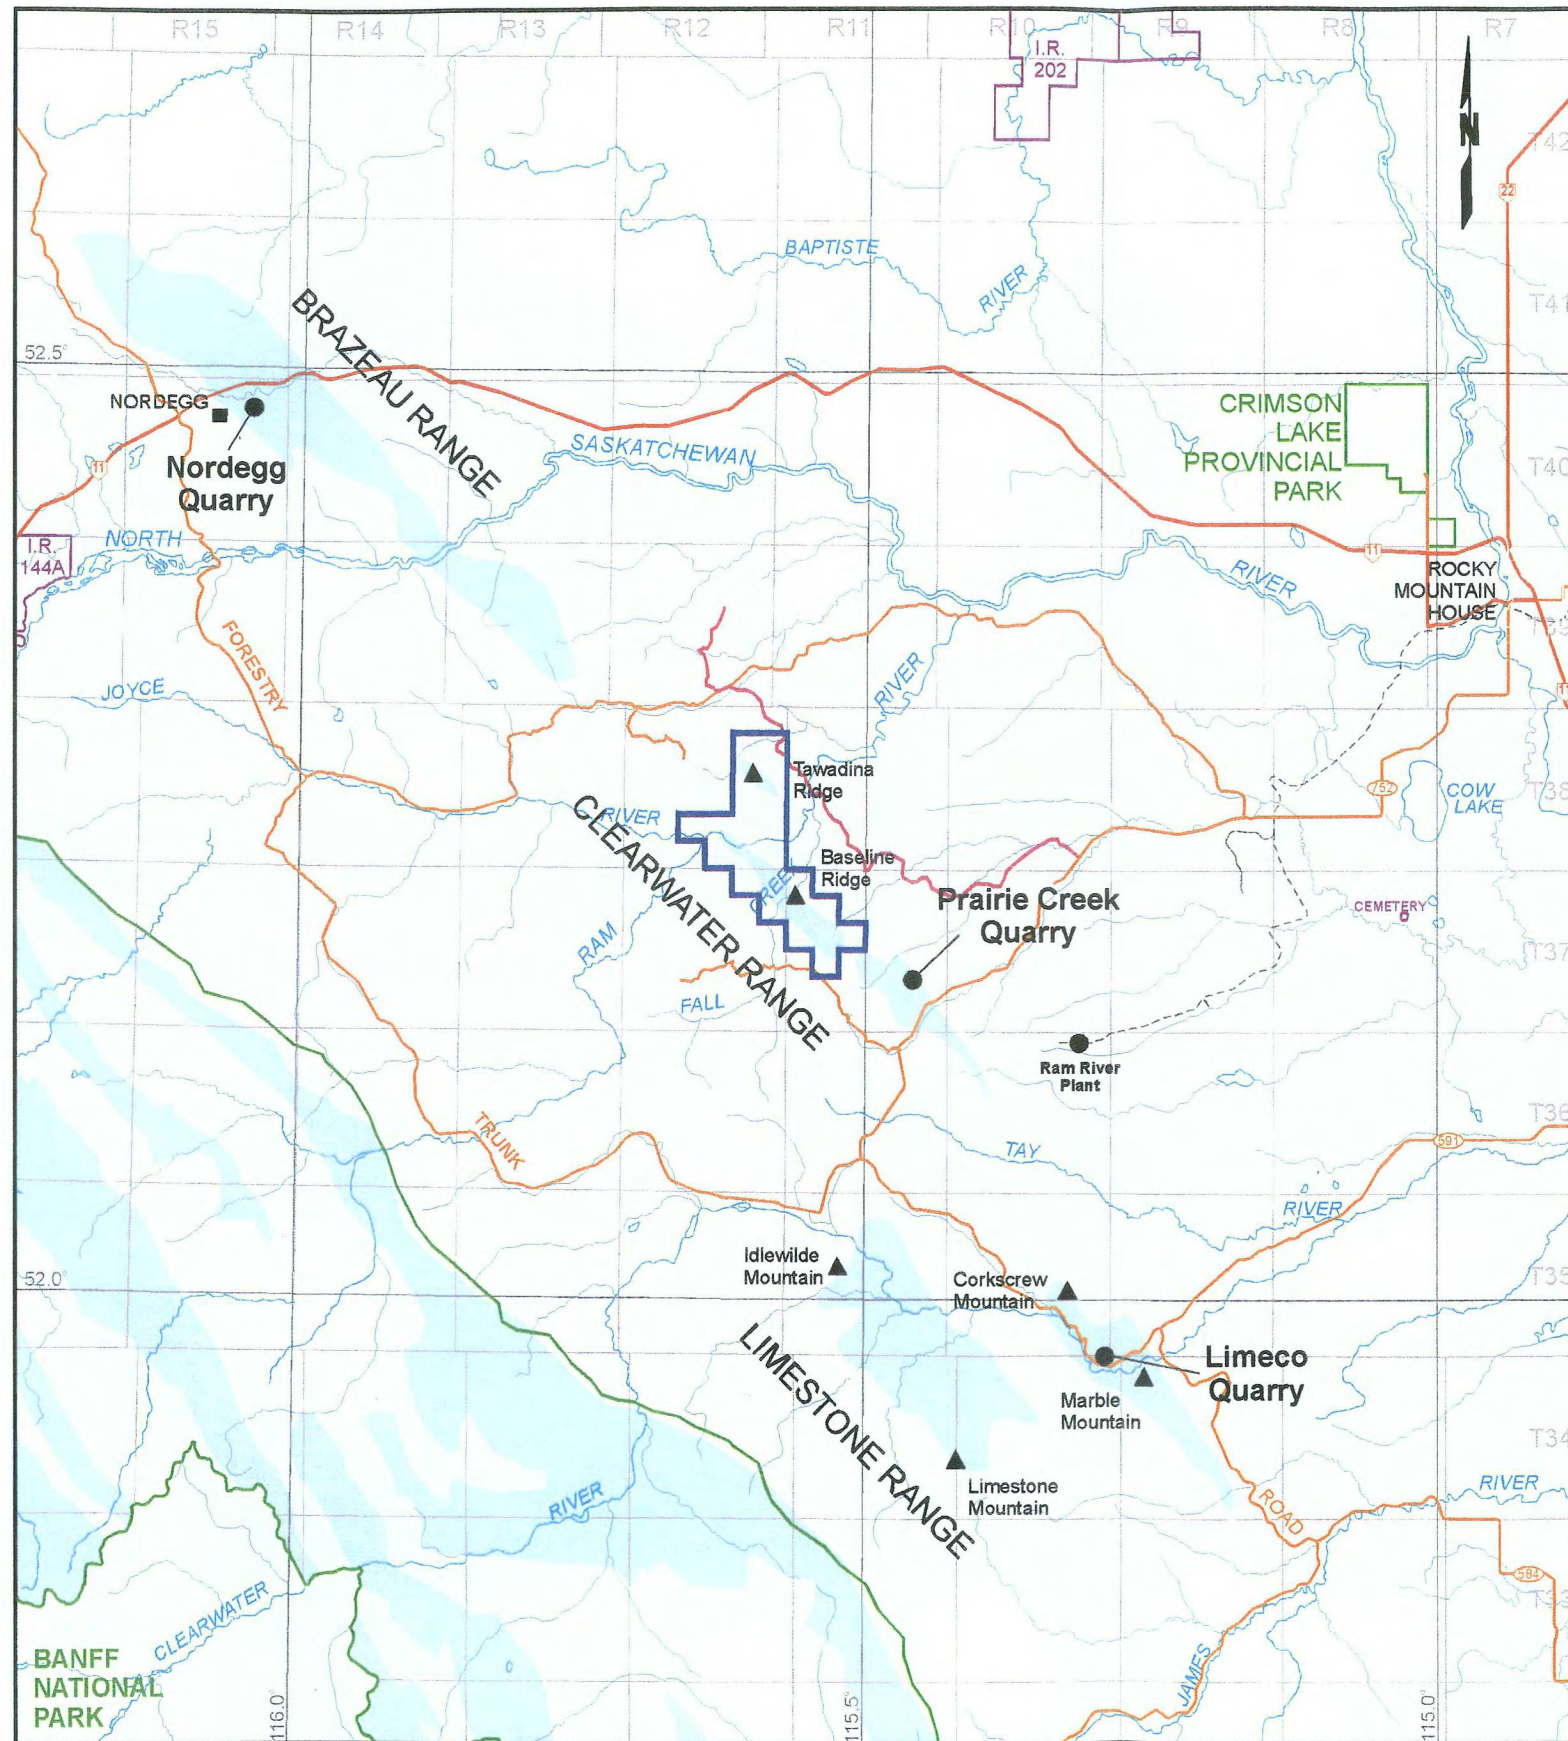 R15
R14
R13
R12
R11
R10
R9
R8
R7
I.R.
202
N
T42
22
BAPTISTE
RIVER
T41
BRAZEAU RANGE
52.5°
NORDEGG
CRIMSON
LAKE
PROVINCIAL
PARK
SASKATCHEWAN
11
Nordegg
Quarry
T40
NORTH
I.R.
144A
11
RIVER
ROCKY
MOUNTAIN
HOUSE
FORESTRY
RIVER
JOYCE
11
Tawadina
Ridge
752
COW
LAKE
T38
RIVER
CLEARWATER RANGE
Baseline
Ridge
CREE
Prairie Creek
Quarry
CEMETERY
RAM
T37
FALL
Ram River
Plant
T36
TRUNK
TAY
591
RIVER
Idlewilde
Mountain
Corkscrew
Mountain
52.0°
T35
LIMESTONE RANGE
Limeco
Quarry
Marble
Mountain
T34
Limestone
Mountain
RIVER
RIVER
ROAD
584
T33
CLEARWATER
BANFF
NATIONAL
PARK
JAMES
116.0°
115.5°
115.0°